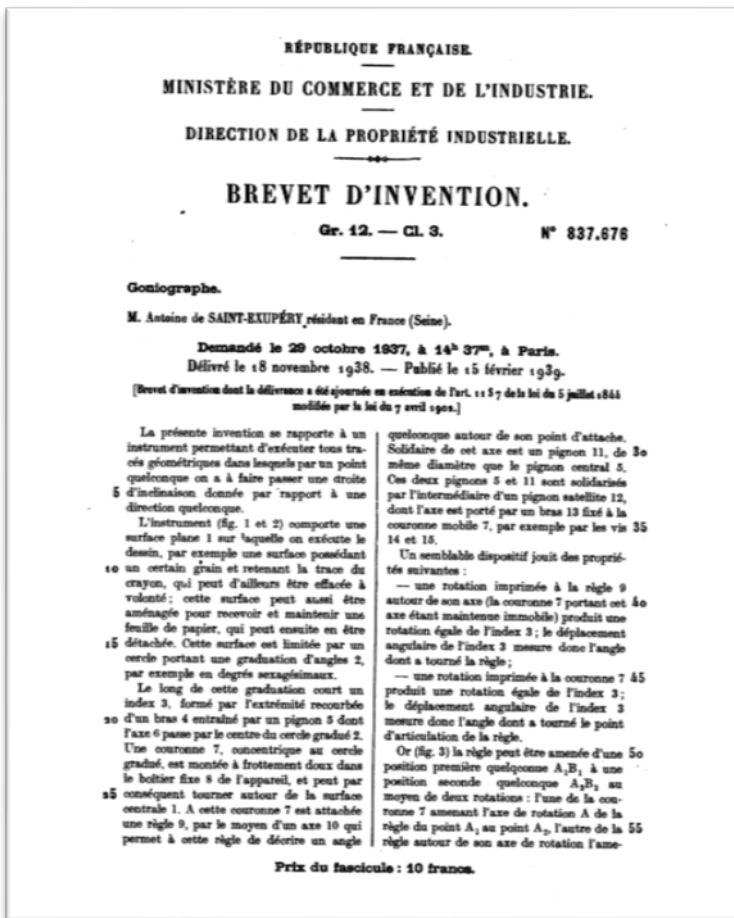 RÉPUBLIQUE FRANÇAISE.
MINISTÈRE DU COMMERCE ET DE L'INDUSTRIE.
DIRECTION DE LA PROPRIÉTÉ INDUSTRIELLE.
BREVET D'INVENTION.
Gr. 12. — Cl. 3.
N° 837.676
Goniographe.
M. Antoine de SAINT-EXUPÉRY résidant en France (Seine).
Demandé le 29 octobre 1937, à 14ʰ 37ᵐ, à Paris.
Délivré le 18 novembre 1938. — Publié le 15 février 1939.
[Brevet d'invention dont la délivrance a été ajournée en exécution de l'art. 11 § 7 de la loi du 5 juillet 1844
modifiée par la loi du 7 avril 1902.]
La présente invention se rapporte à un
instrument permettant d'exécuter tous tra-
cés géométriques dans lesquels par un point
quelconque on a à faire passer une droite
5 d'inclinaison donnée par rapport à une
direction quelconque.
L'instrument (fig. 1 et 2) comporte une
surface plane 1 sur laquelle on exécute le
dessin, par exemple une surface possédant
10 un certain grain et retenant la trace du
crayon, qui peut d'ailleurs être effacée à
volonté; cette surface peut aussi être
aménagée pour recevoir et maintenir une
feuille de papier, qui peut ensuite en être
15 détachée. Cette surface est limitée par un
cercle portant une graduation d'angles 2,
par exemple en degrés sexagésimaux.
Le long de cette graduation court un
index 3, formé par l'extrémité recourbée
20 d'un bras 4 entraîné par un pignon 5 dont
l'axe 6 passe par le centre du cercle gradué 2.
Une couronne 7, concentrique au cercle
gradué, est montée à frottement doux dans
le boîtier fixe 8 de l'appareil, et peut par
25 conséquent tourner autour de la surface
centrale 1. A cette couronne 7 est attachée
une règle 9, par le moyen d'un axe 10 qui
permet à cette règle de décrire un angle
quelconque autour de son point d'attache.
Solidaire de cet axe est un pignon 11, de 30
même diamètre que le pignon central 5.
Ces deux pignons 5 et 11 sont solidarisés
par l'intermédiaire d'un pignon satellite 12,
dont l'axe est porté par un bras 13 fixé à la
couronne mobile 7, par exemple par les vis 35
14 et 15.
Un semblable dispositif jouit des proprié-
tés suivantes :
— une rotation imprimée à la règle 9
autour de son axe (la couronne 7 portant cet 40
axe étant maintenue immobile) produit une
rotation égale de l'index 3; le déplacement
angulaire de l'index 3 mesure donc l'angle
dont a tourné la règle;
— une rotation imprimée à la couronne 7 45
produit une rotation égale de l'index 3;
le déplacement angulaire de l'index 3
mesure donc l'angle dont a tourné le point
d'articulation de la règle.
Or (fig. 3) la règle peut être amenée d'une 50
position première quelqconque A₁B₁ à une
position seconde quelconque A₂B₂ au
moyen de deux rotations : l'une de la cou-
ronne 7 amenant l'axe de rotation A de la
règle du point A₁ au point A₂, l'autre de la 55
règle autour de son axe de rotation l'ame-
Prix du fascicule : 10 francs.